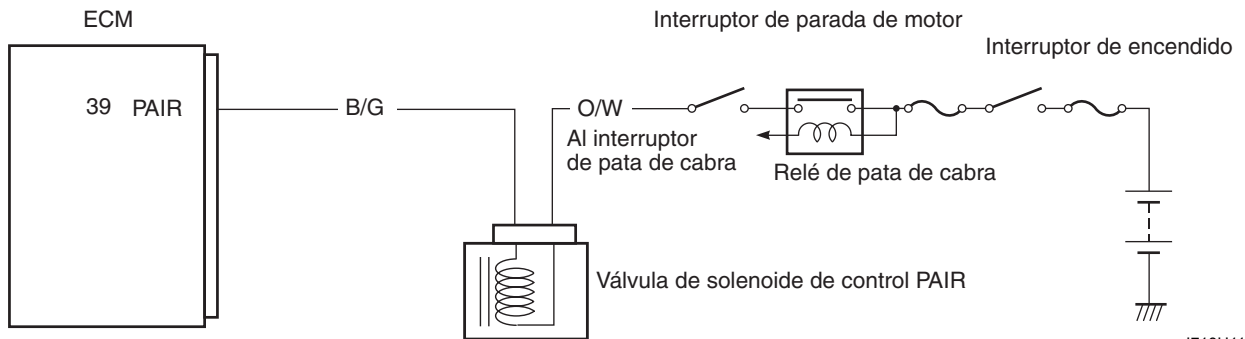 ECM
Interruptor de parada de motor
Interruptor de encendido
39 PAIR
B/G
O/W
Al interruptor
de pata de cabra
Relé de pata de cabra
Válvula de solenoide de control PAIR